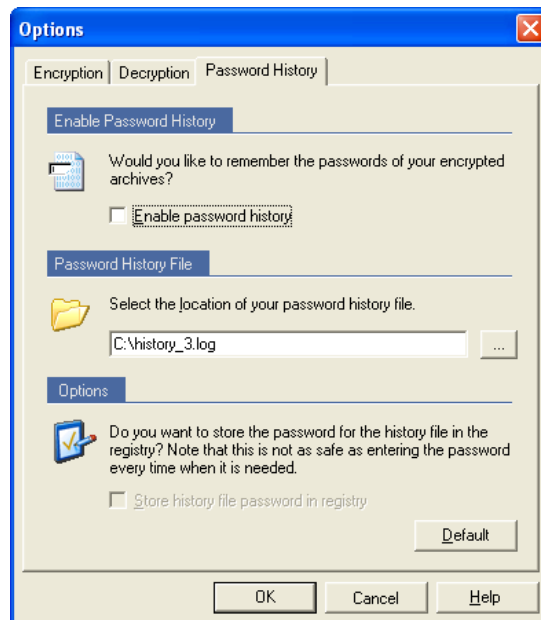 Options
Encryption Decryption Password History
Enable Password History
Would you like to remember the passwords of your encrypted
archives?
Enable password history
Password History File
Select the location of your password history file.
C:\history_3.log ...
Options
Do you want to store the password for the history file in the
registry? Note that this is not as safe as entering the password
every time when it is needed.
Store history file password in registry
Default
OK Cancel Help